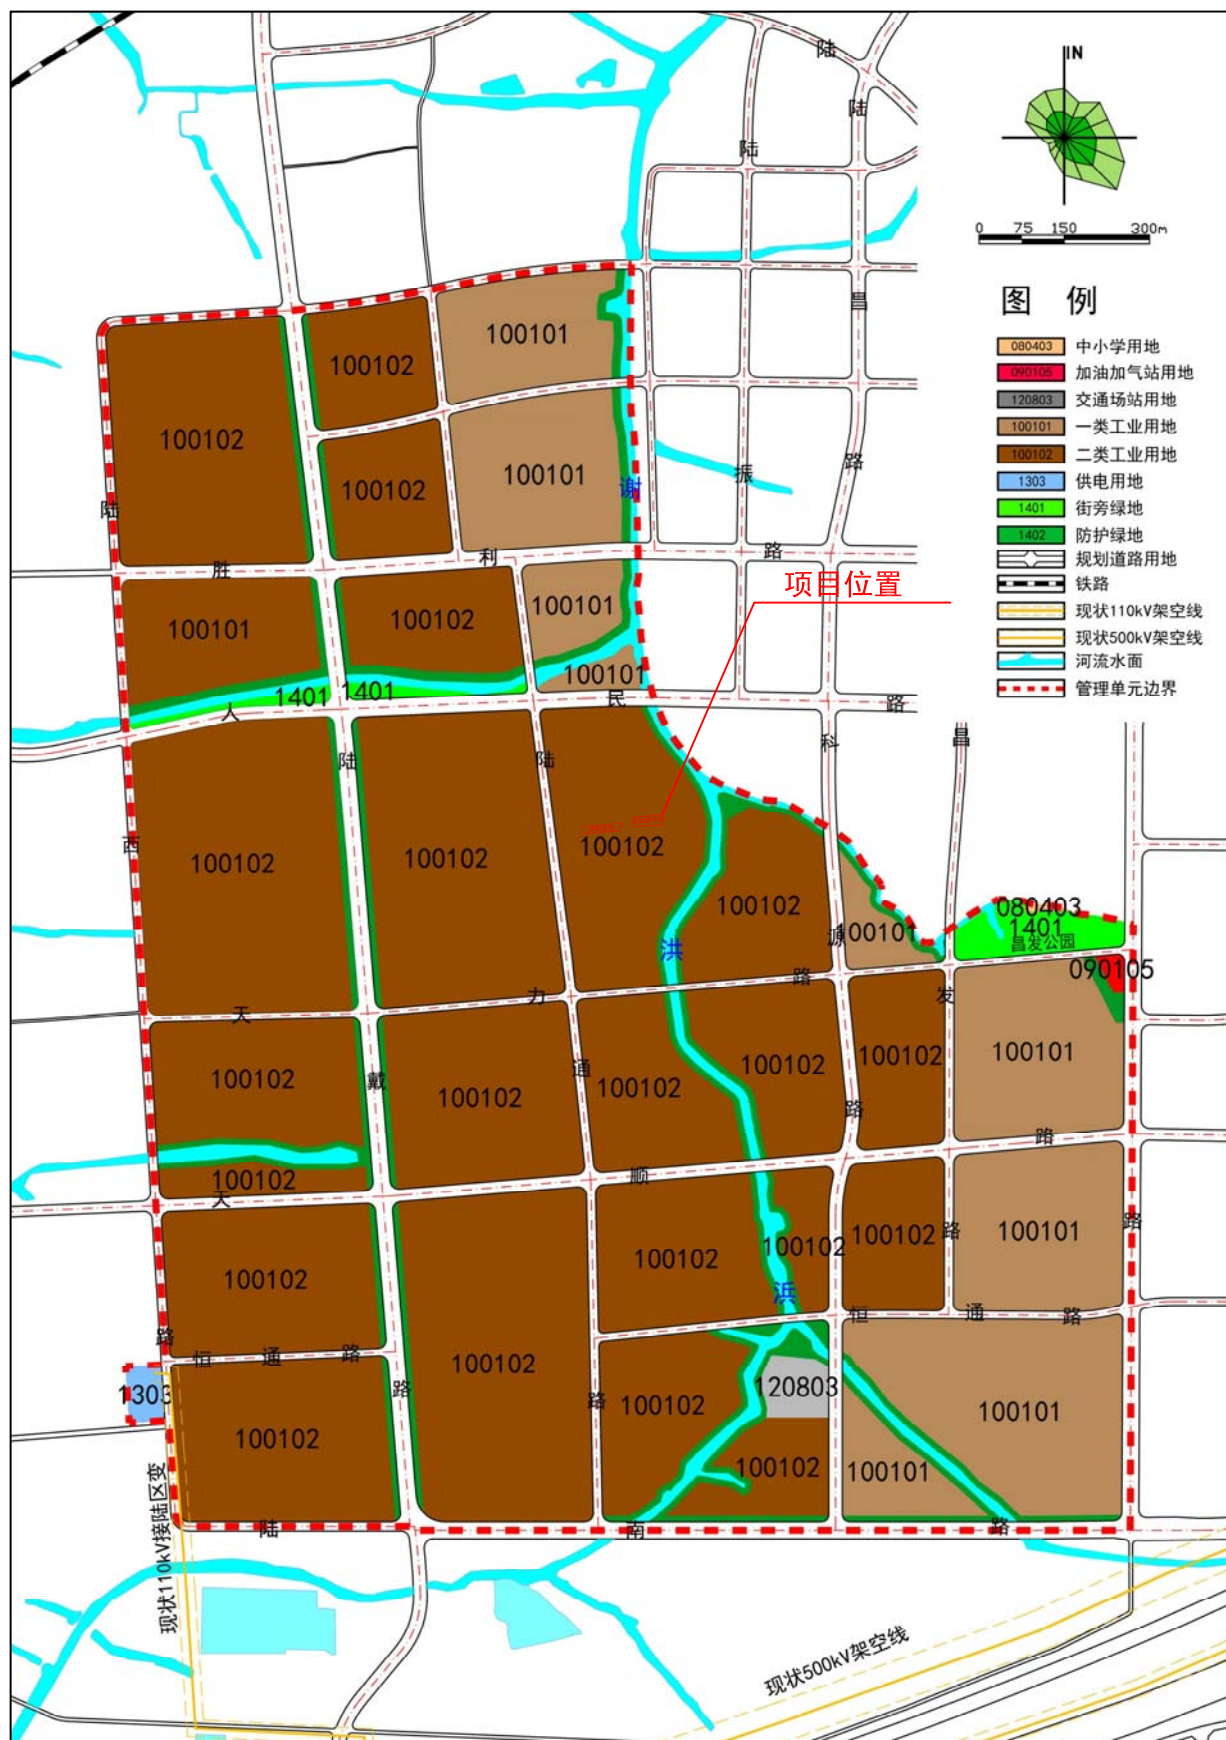 陆
IN
陆
陆
0 75 150 300m
昌
图 例
100101
080403 中小学用地
100102
090105 加油加气站用地
120803 交通场站用地
100101 一类工业用地
100102
100102 二类工业用地
振
路
100101
1303 供电用地
100102
谢
1401 街旁绿地
陆
1402 防护绿地
胜
利
路
规划道路用地
项目位置
铁路
100101
现状110kV架空线
100101
100102
现状500kV架空线
河流水面
100101
1401
1401
管理单元边界
人
民
路
科
昌
陆
陆
西
100102
100102
100102
100102
080403
1401
源
100101
昌发公园
洪
090105
天
力
路
发
100102
100102
100102
100102
100102
100101
戴
通
路
路
100102
天
顺
100102
100102
100102
100102
路
100101
路
浜
路
恒
通
路
恒
通
路
1303
100102
路
路
100102
120803
100101
100102
100102
100101
陆
南
路
现状110kV接陆区变
现状500kV架空线